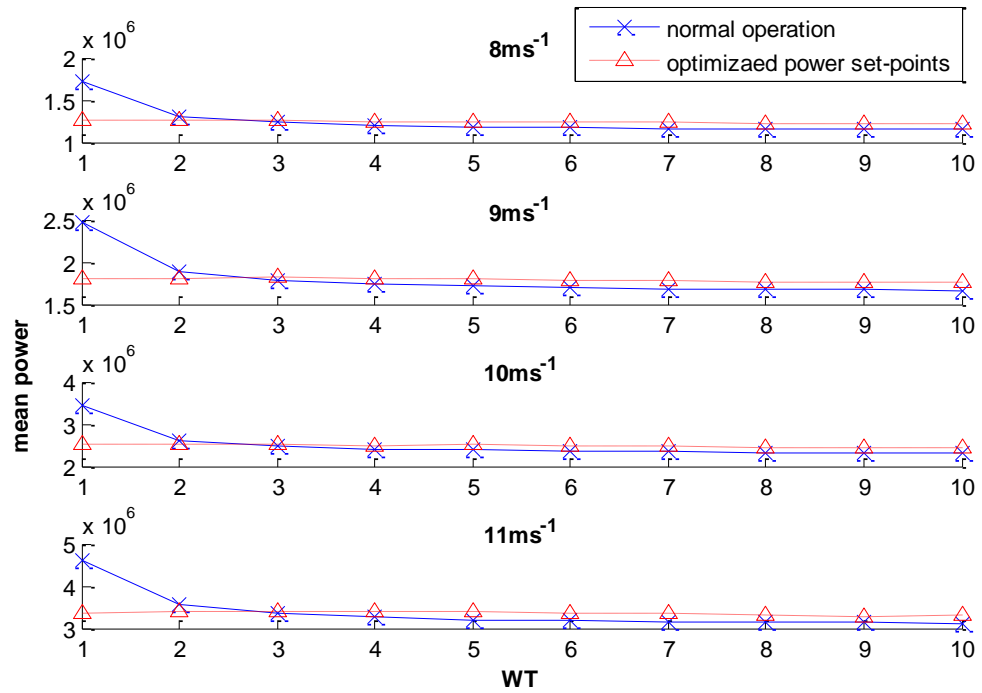 x 10^6
8ms^-1
normal operation
optimizaed power set-points
2
1.5
1
1 2 3 4 5 6 7 8 9 10
x 10^6
9ms^-1
2.5
2
1.5
1 2 3 4 5 6 7 8 9 10
x 10^6
10ms^-1
4
3
2
1 2 3 4 5 6 7 8 9 10
x 10^6
11ms^-1
5
4
3
1 2 3 4 5 6 7 8 9 10
mean power
WT